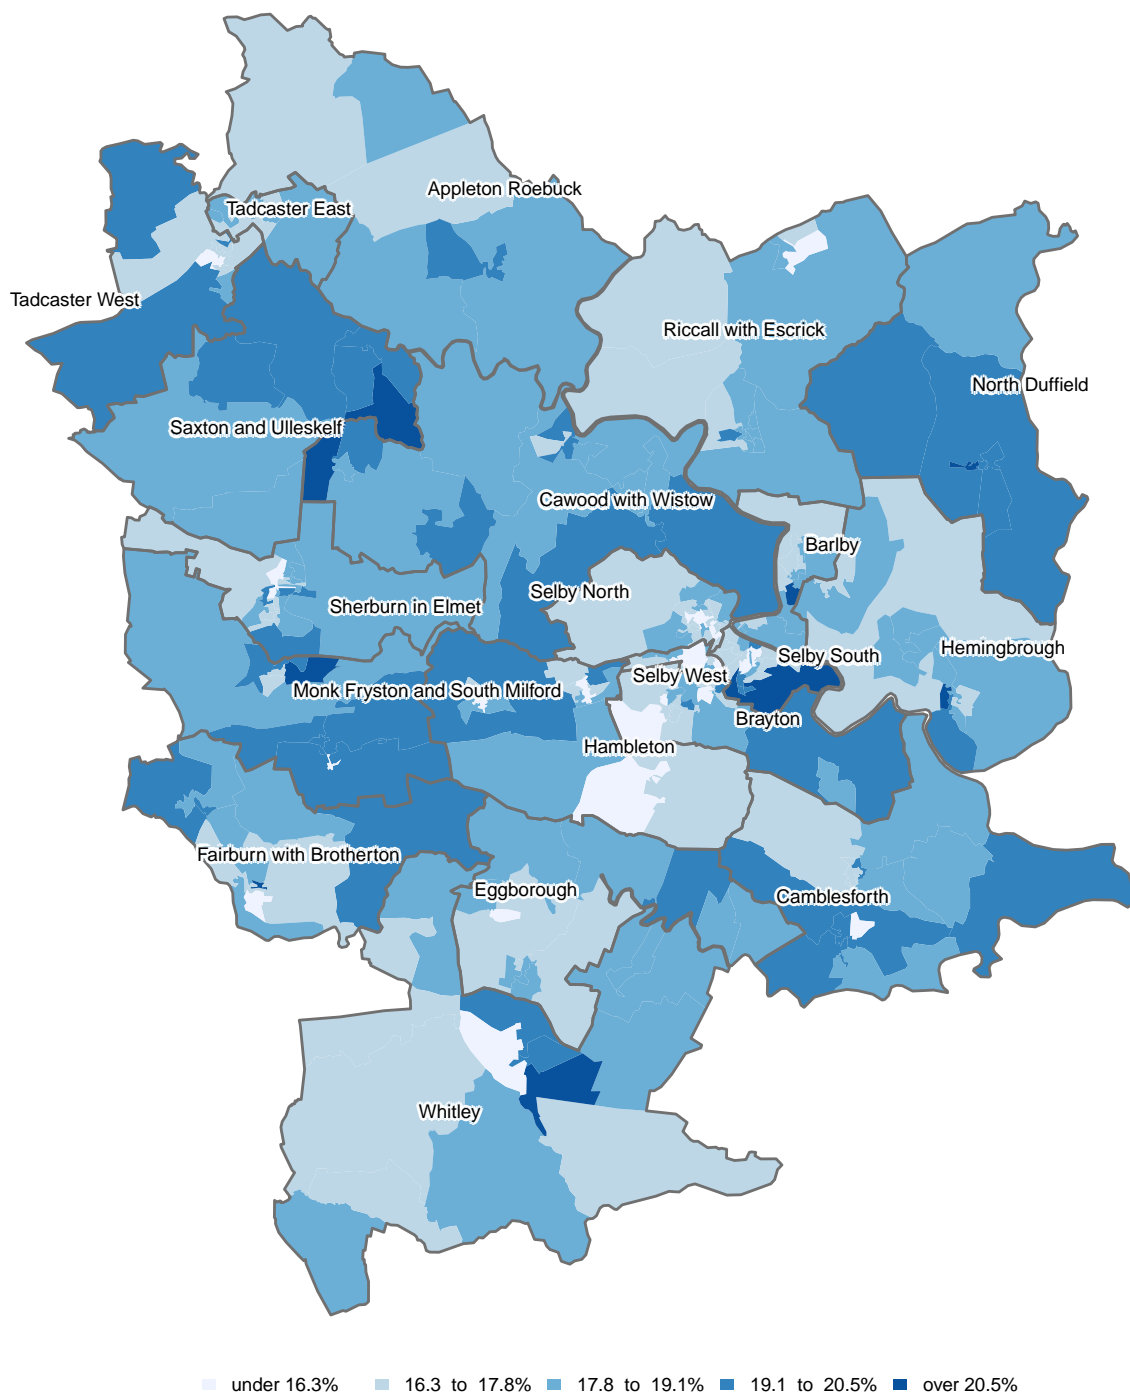 Appleton Roebuck
Tadcaster East
Tadcaster West
Riccall with Escrick
North Duffield
Saxton and Ulleskelf
Cawood with Wistow
Barlby
Selby North
Sherburn in Elmet
Hemingbrough
Selby South
Selby West
Monk Fryston and South Milford
Brayton
Hambleton
Fairburn with Brotherton
Eggborough
Camblesforth
Whitley
under 16.3% 16.3 to 17.8% 17.8 to 19.1% 19.1 to 20.5% over 20.5%